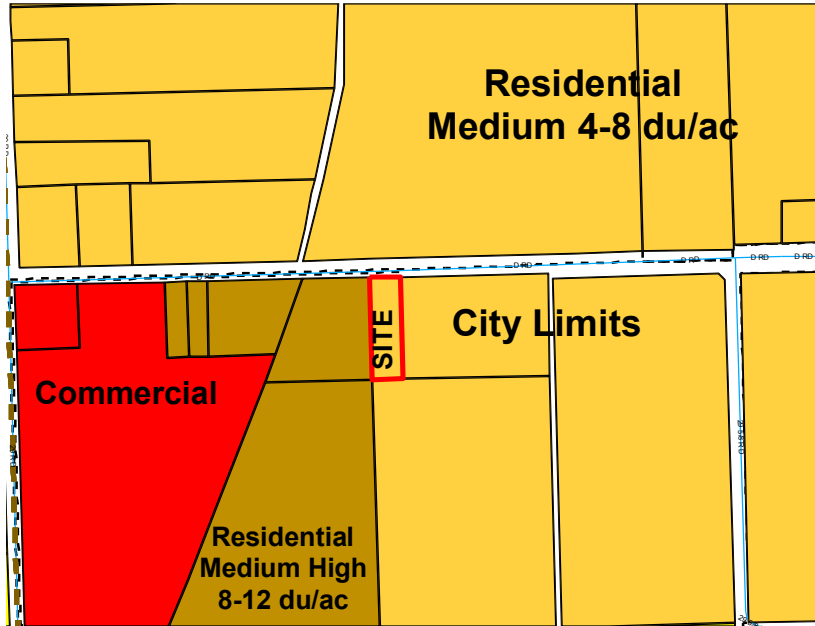 Residential
Medium 4-8 du/ac
D RD
D RD
D RD
D RD
D RD
SITE
City Limits
Commercial
Residential
Medium High
8-12 du/ac